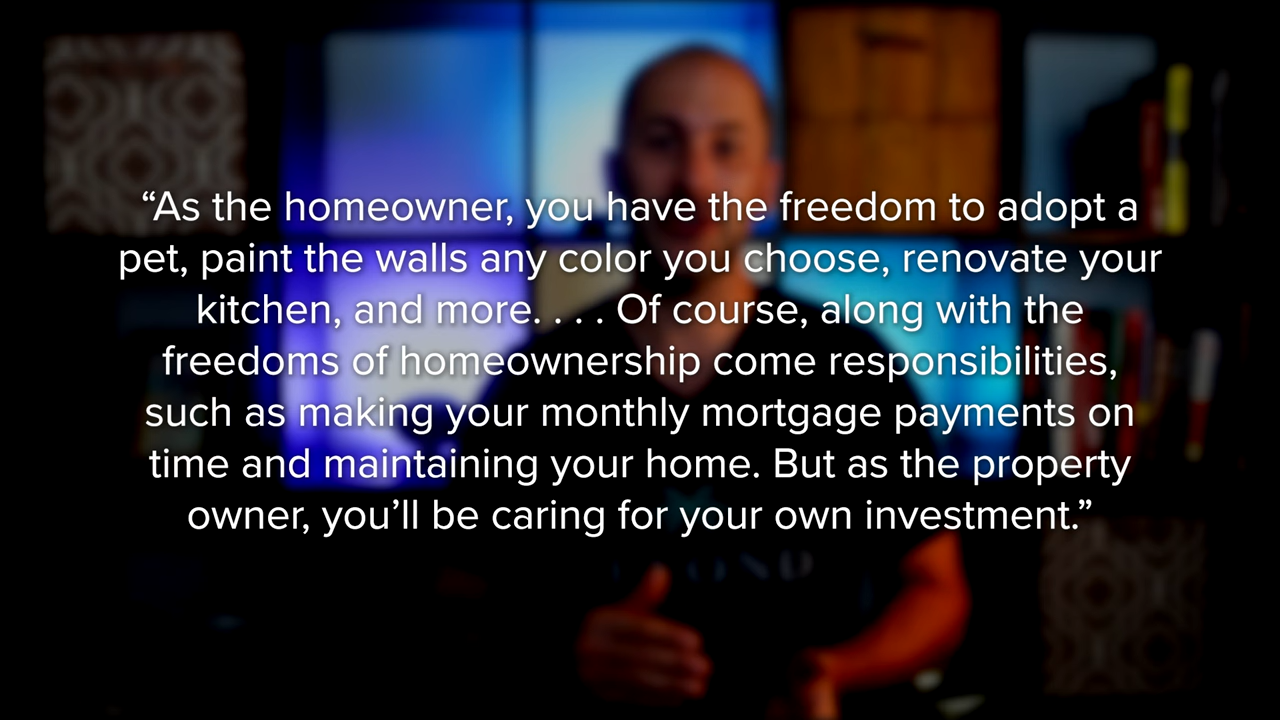 “As the homeowner, you have the freedom to adopt a
pet, paint the walls any color you choose, renovate your
kitchen, and more. . . . Of course, along with the
freedoms of homeownership come responsibilities,
such as making your monthly mortgage payments on
time and maintaining your home. But as the property
owner, you’ll be caring for your own investment.”